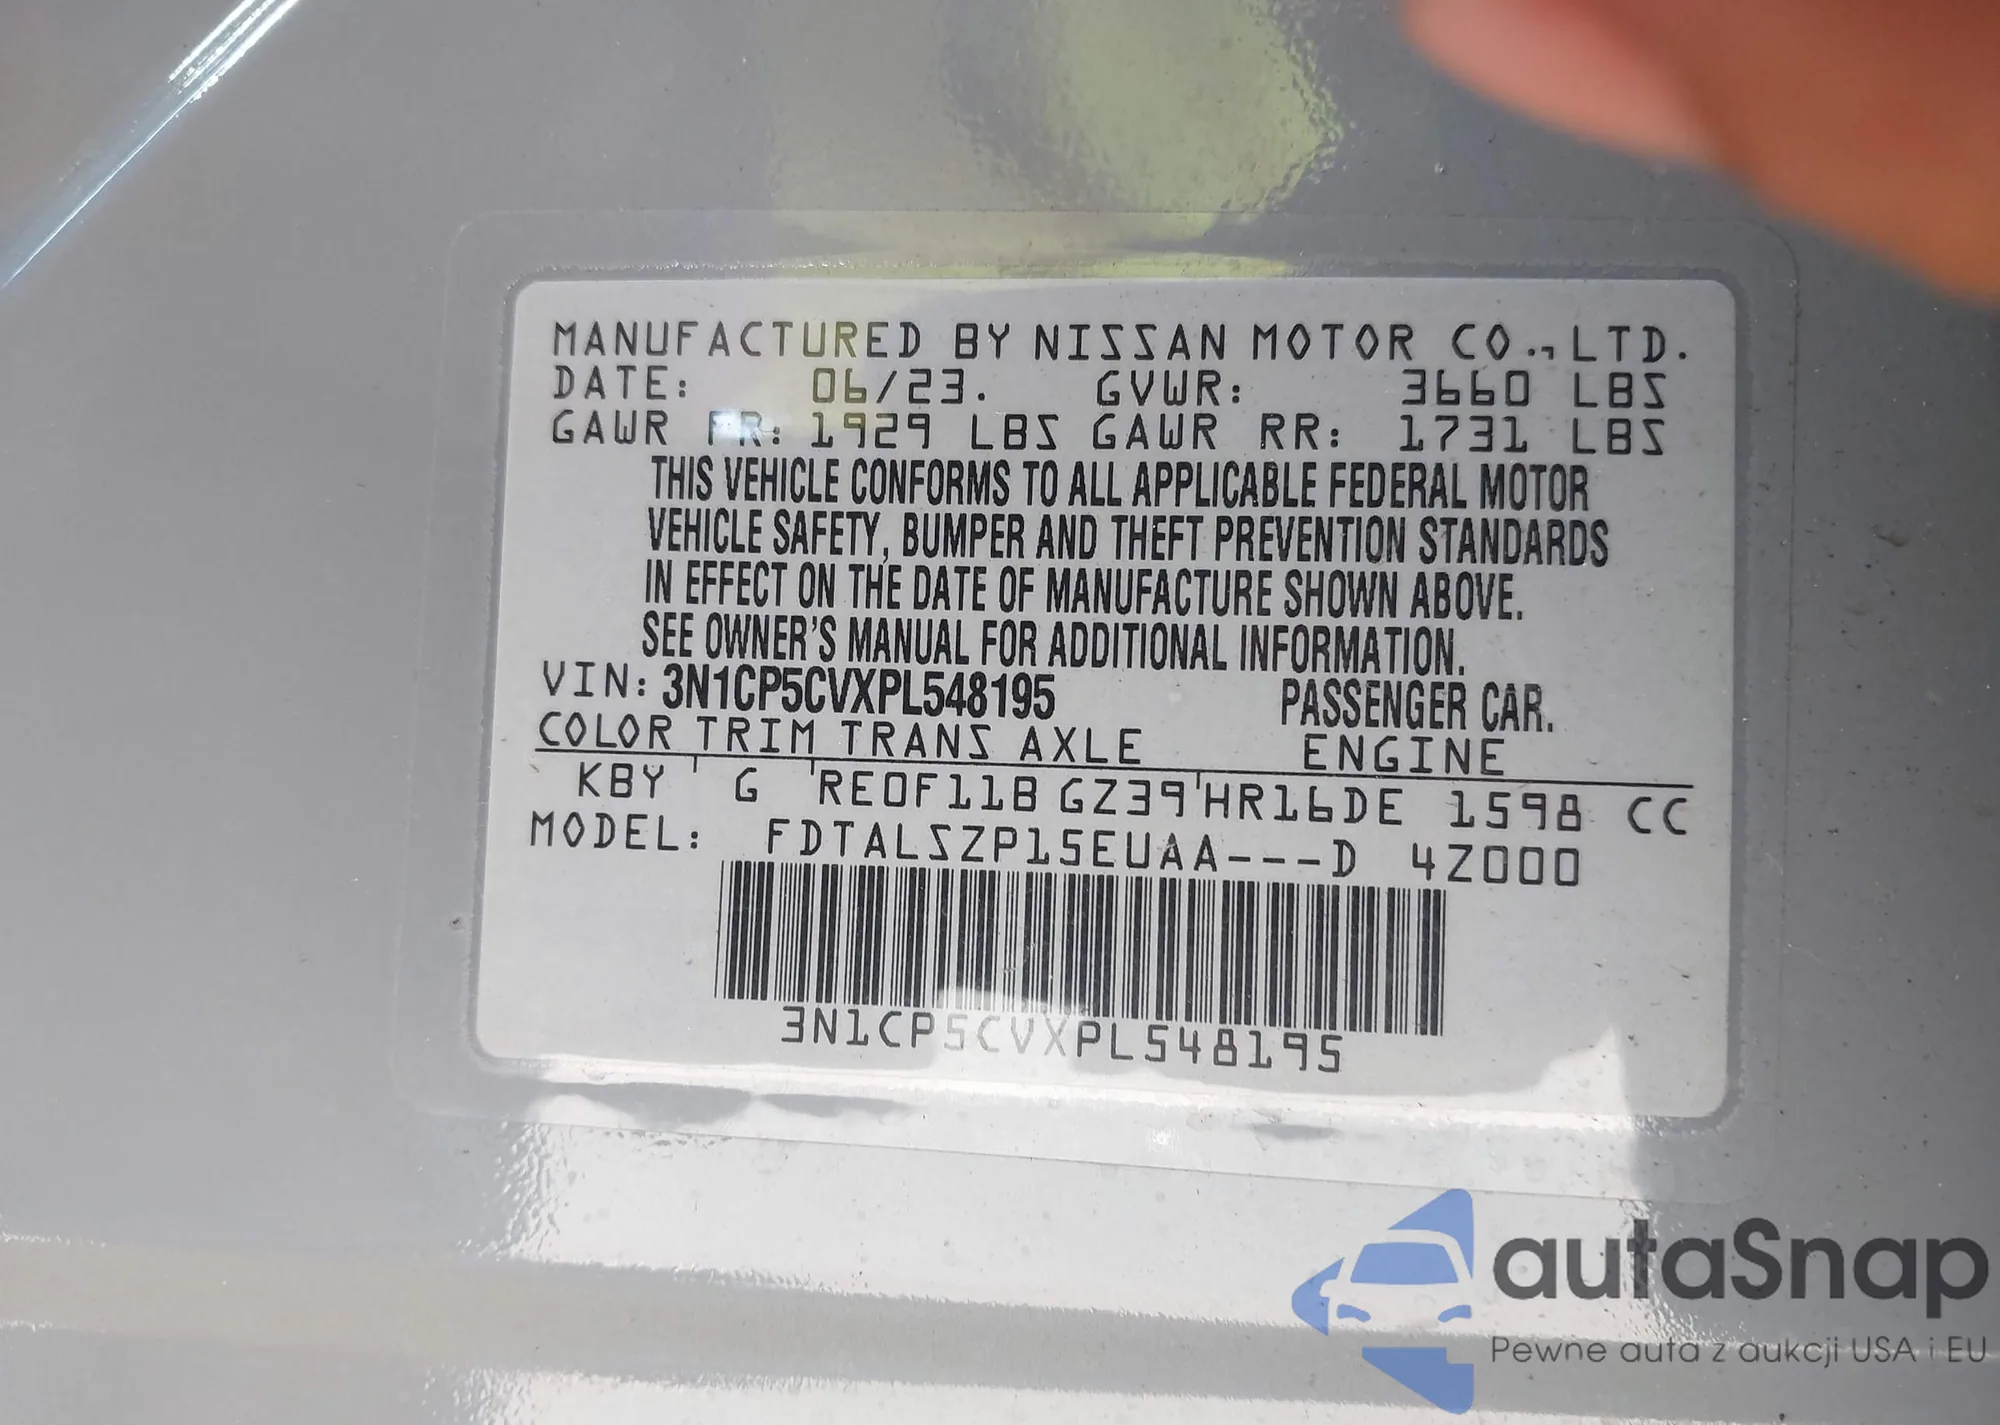 MANUFACTURED BY NISSAN MOTOR CO., LTD.
DATE: 06/23. GVWR: 3660 LBS
GAWR FR: 1929 LBS GAWR RR: 1731 LBS
THIS VEHICLE CONFORMS TO ALL APPLICABLE FEDERAL MOTOR
VEHICLE SAFETY, BUMPER AND THEFT PREVENTION STANDARDS
IN EFFECT ON THE DATE OF MANUFACTURE SHOWN ABOVE.
SEE OWNER'S MANUAL FOR ADDITIONAL INFORMATION.
VIN: 3N1CP5CVXPL548195 PASSENGER CAR.
COLOR TRIM TRANS AXLE ENGINE
KBY G RE0F11B GZ39 HR16DE 1598 CC
MODEL: FDTALSZP15EUAA---D 4Z000
3N1CP5CVXPL548195
autaSnap
Pewne auta z aukcji USA i EU